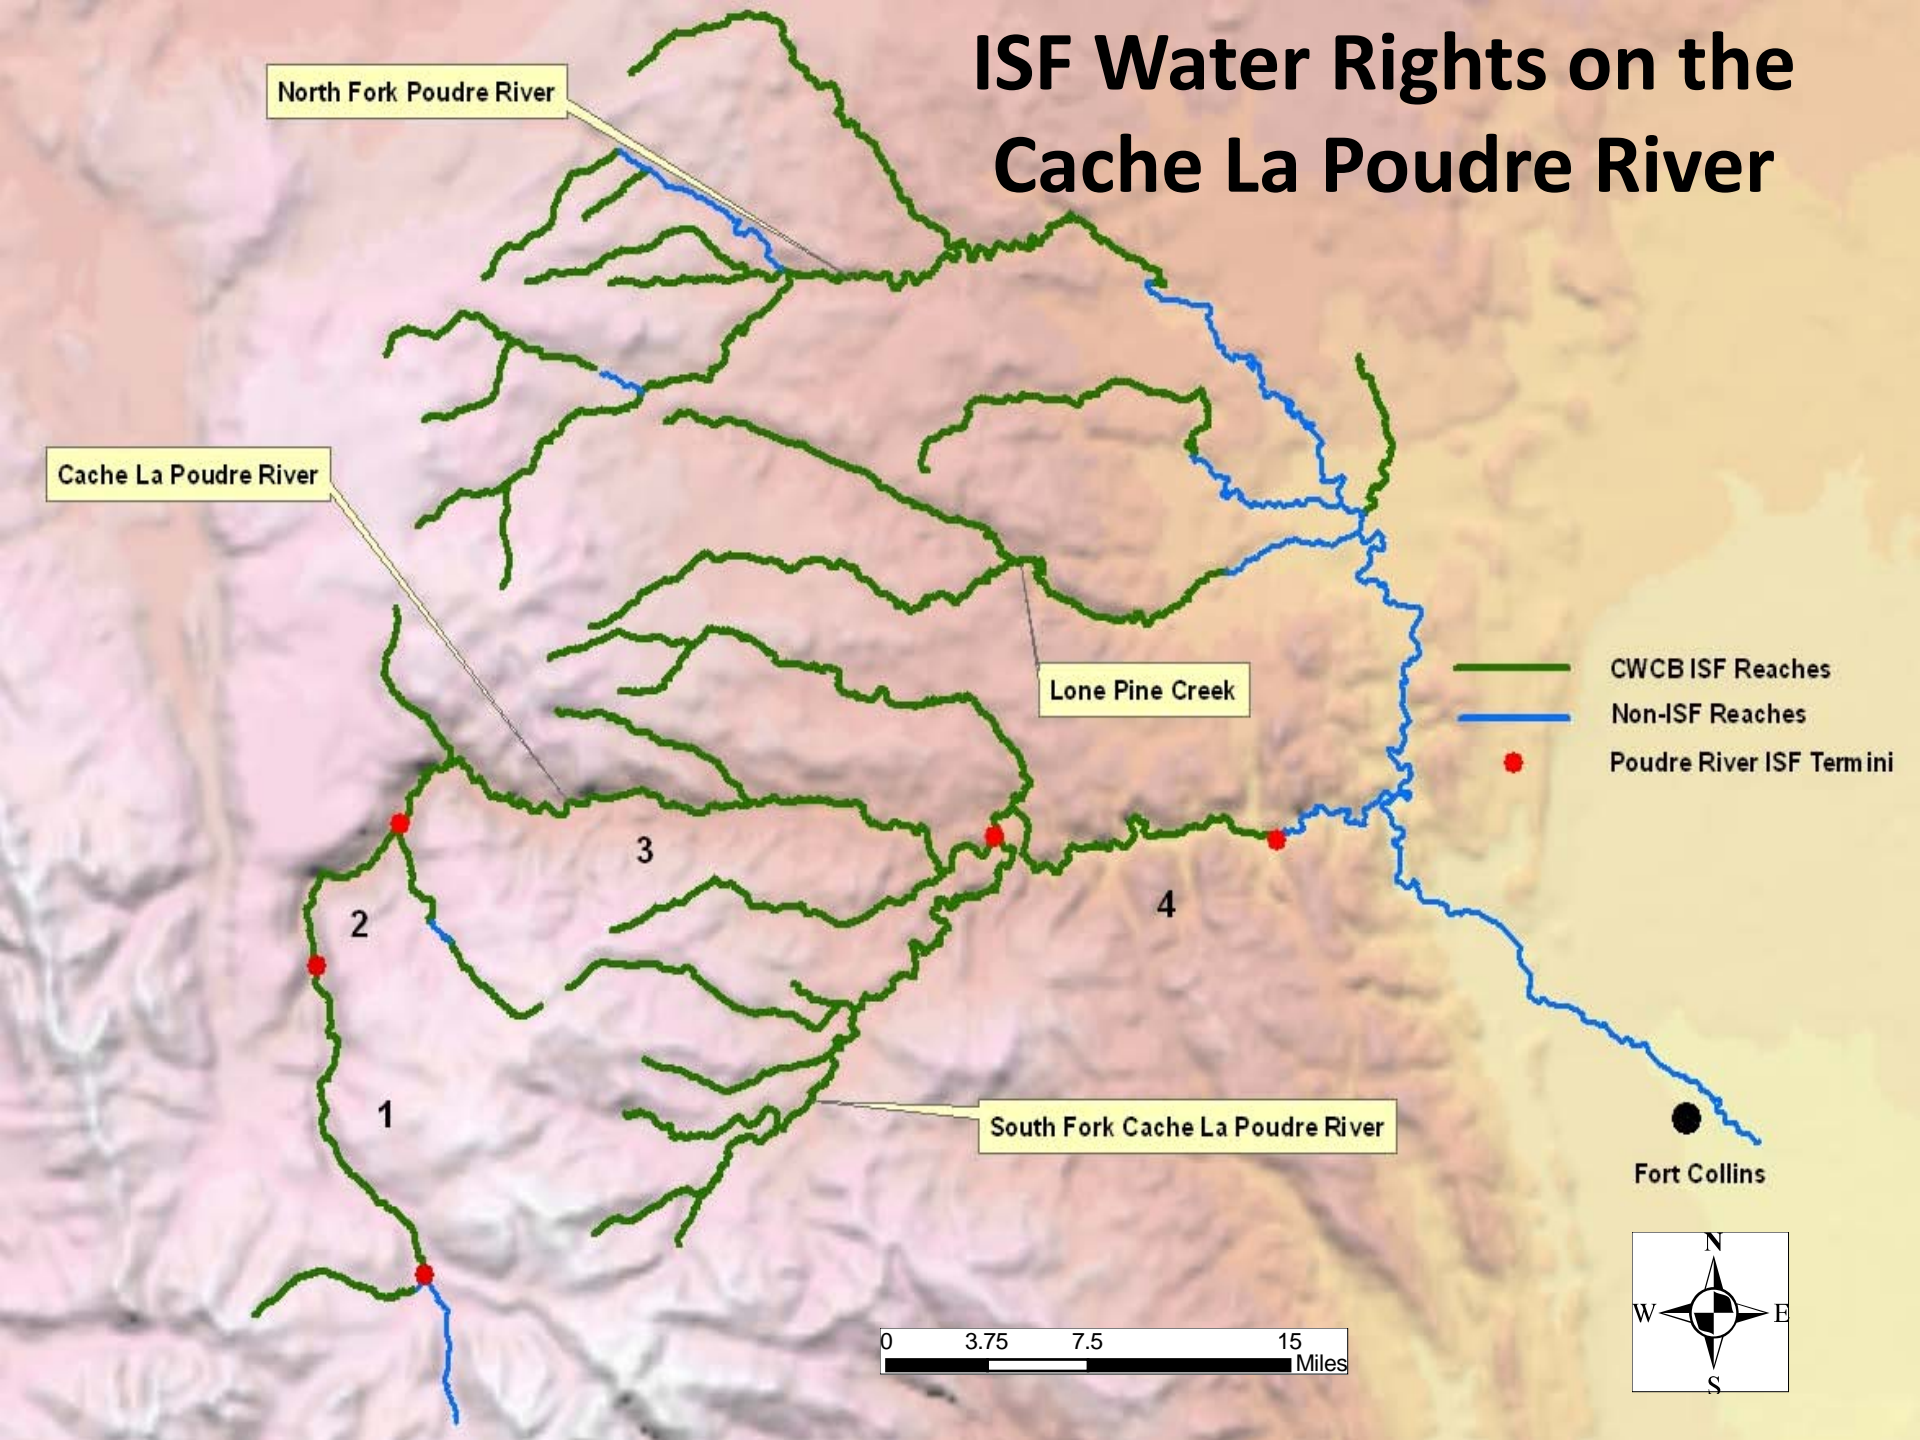 ISF Water Rights on the
Cache La Poudre River
North Fork Poudre River
Cache La Poudre River
Lone Pine Creek
CWCB ISF Reaches
Non-ISF Reaches
Poudre River ISF Termini
3
4
2
1
South Fork Cache La Poudre River
Fort Collins
N
W E
S
0 3.75 7.5 15
Miles